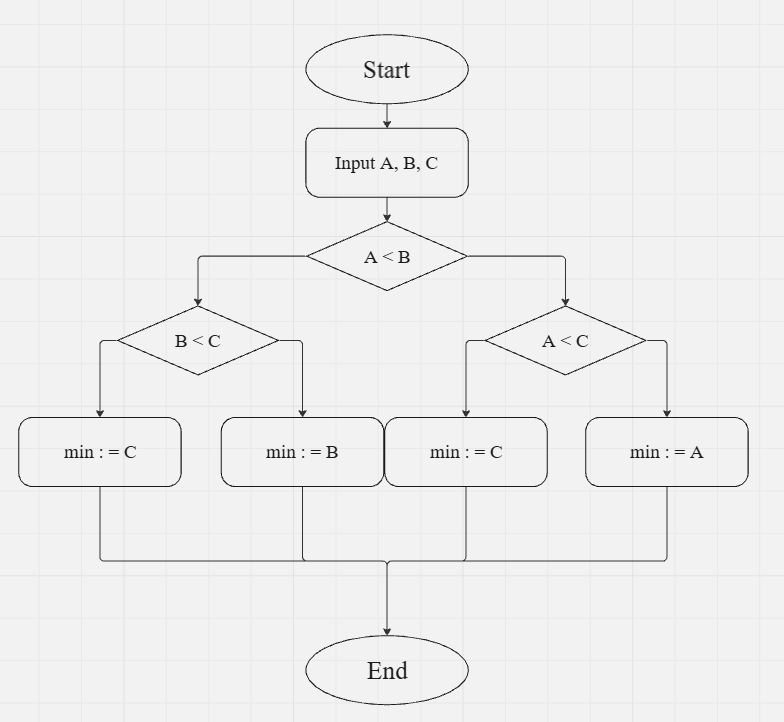 Start
Input A, B, C
A < B
B < C
A < C
min : = C
min : = B
min : = C
min : = A
End